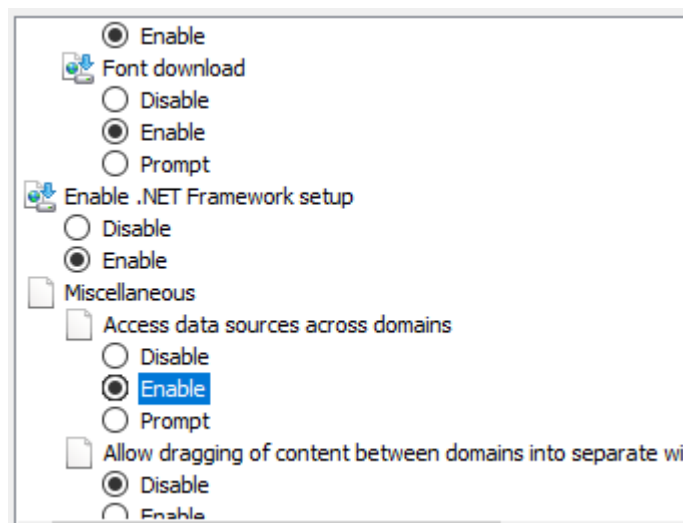 Enable
Font download
Disable
Enable
Prompt
Enable .NET Framework setup
Disable
Enable
Miscellaneous
Access data sources across domains
Disable
Enable
Prompt
Allow dragging of content between domains into separate wi
Disable
Enable